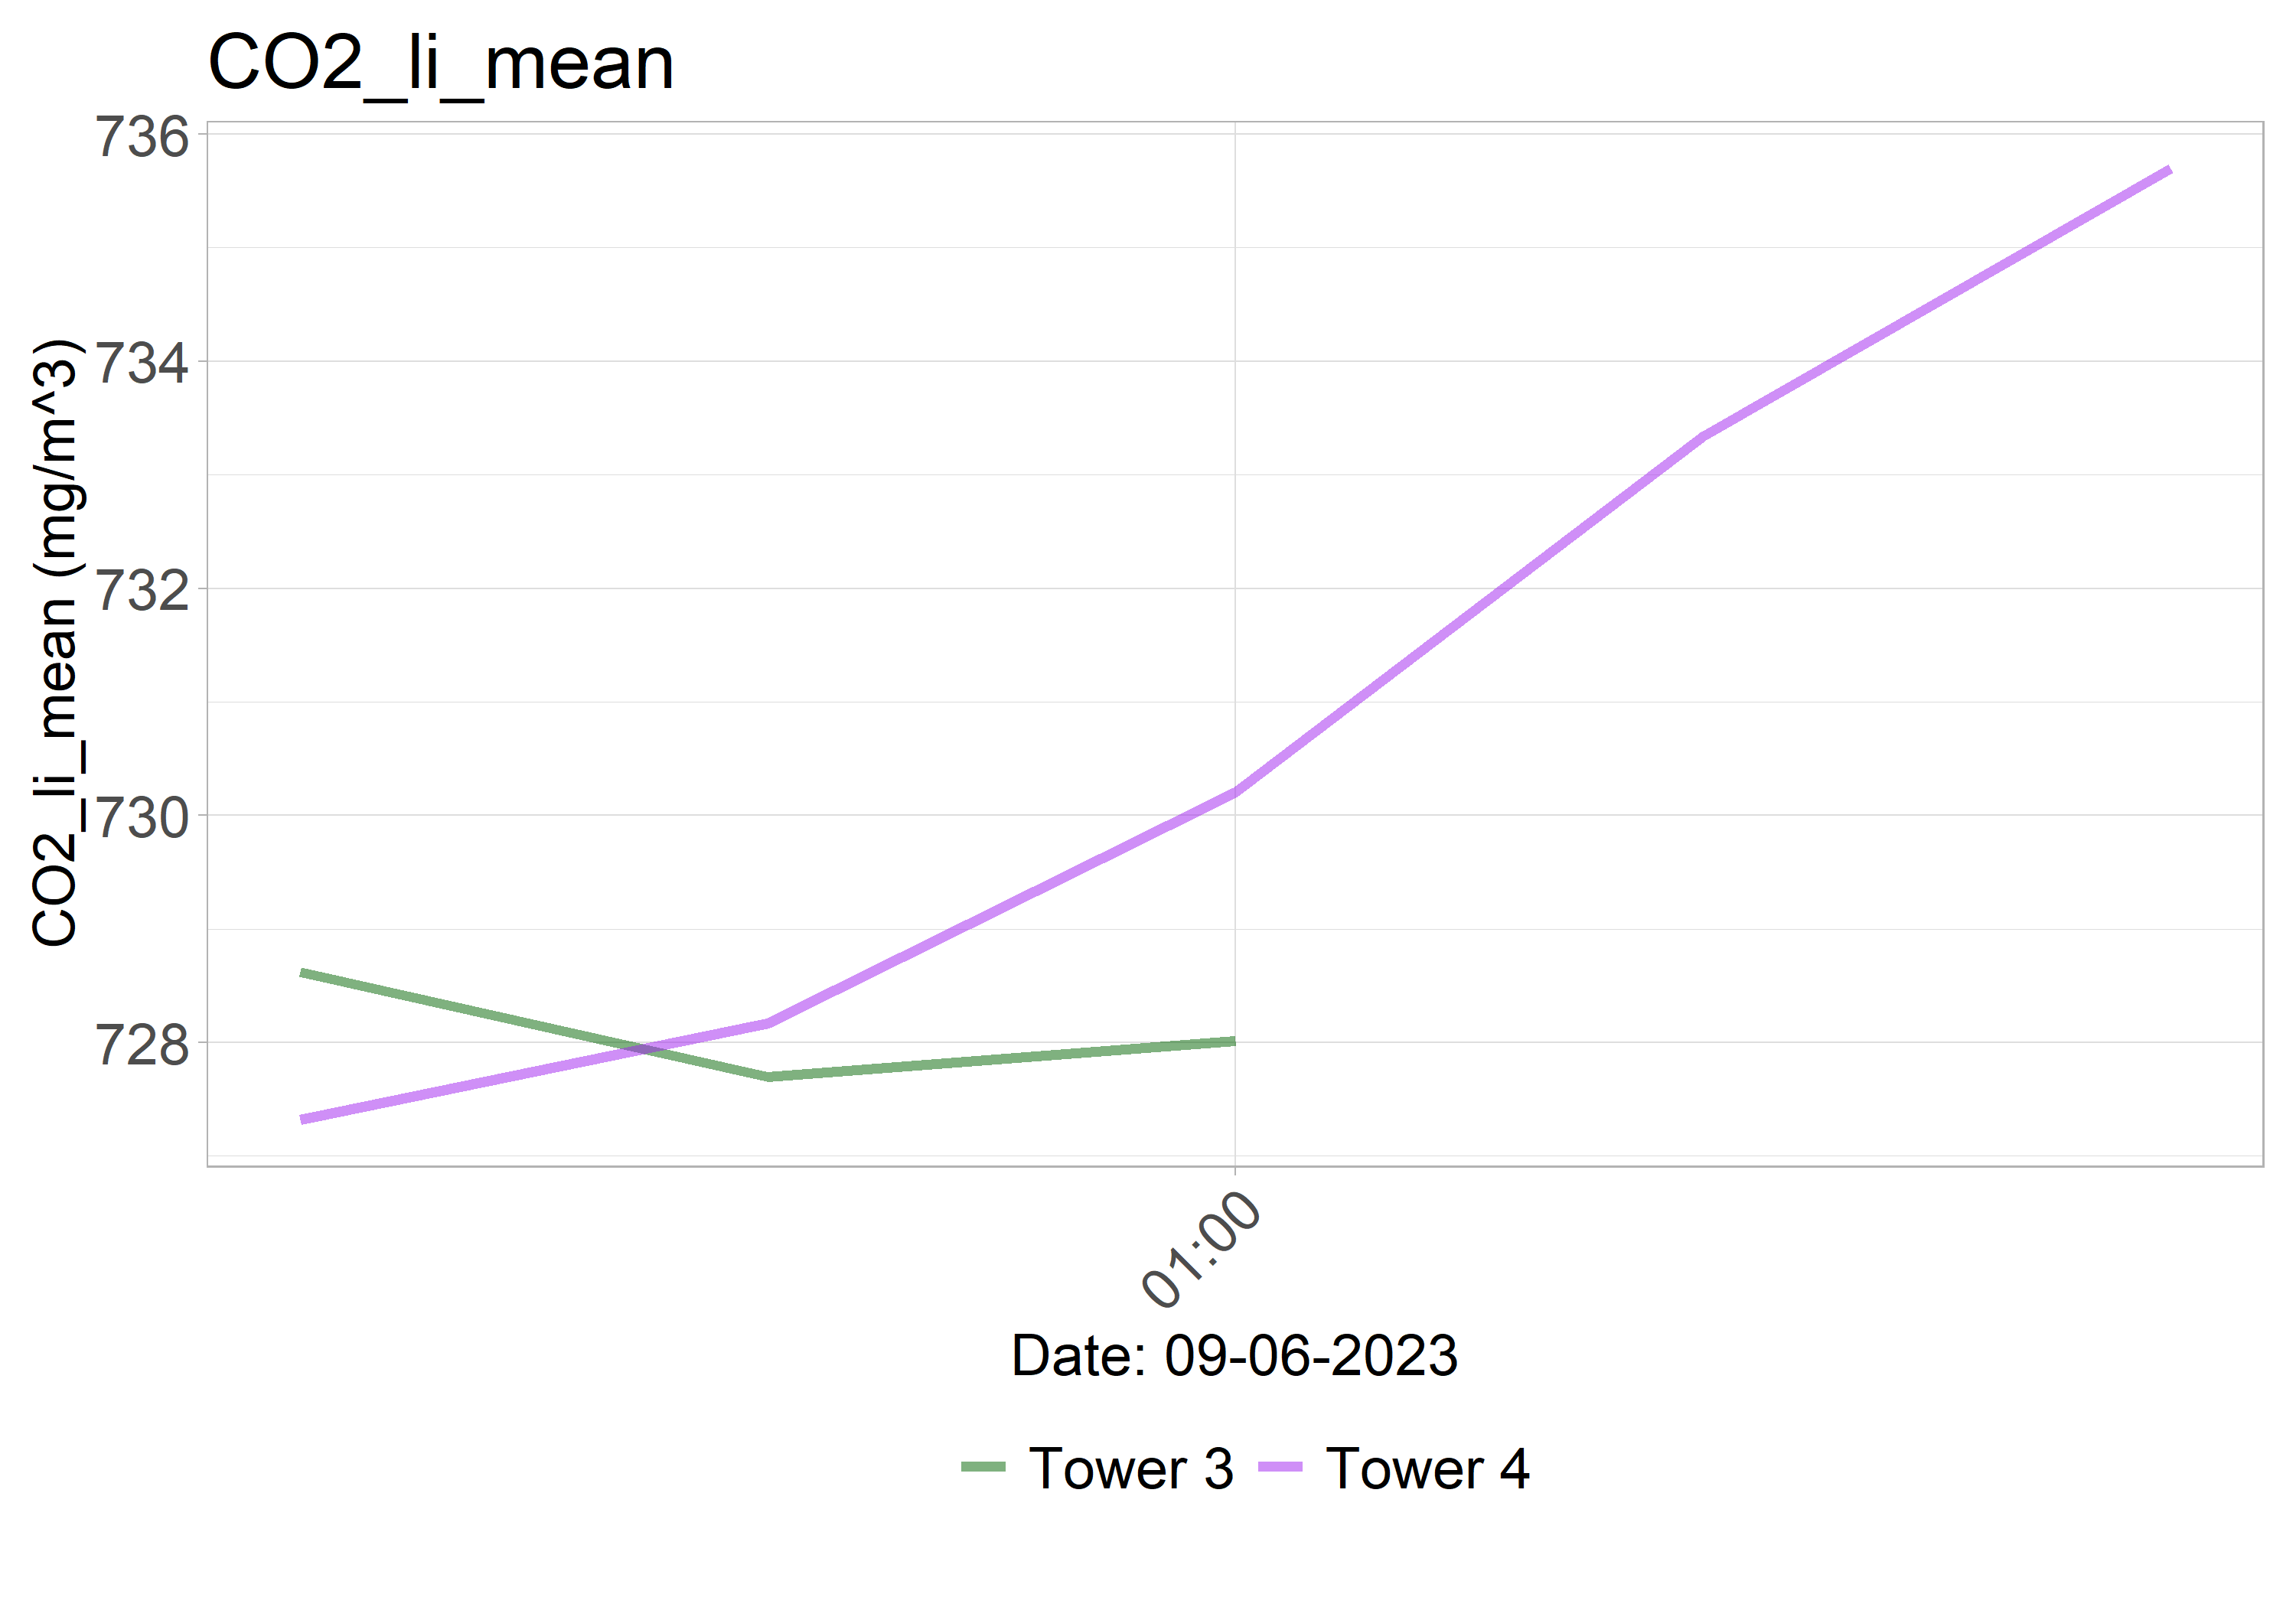 CO2_li_mean
CO2_li_mean (mg/m^3)
736
734
732
730
728
01:00
Date: 09-06-2023
Tower 3 Tower 4